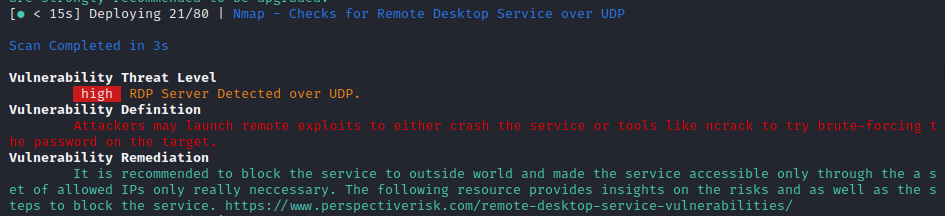 are strongly recommended to be upgraded.
[● < 15s] Deploying 21/80 | Nmap - Checks for Remote Desktop Service over UDP
Scan Completed in 3s
Vulnerability Threat Level
high RDP Server Detected over UDP.
Vulnerability Definition
Attackers may launch remote exploits to either crash the service or tools like ncrack to try brute-forcing t
he password on the target.
Vulnerability Remediation
It is recommended to block the service to outside world and made the service accessible only through the a s
et of allowed IPs only really neccessary. The following resource provides insights on the risks and as well as the s
teps to block the service. https://www.perspectiverisk.com/remote-desktop-service-vulnerabilities/